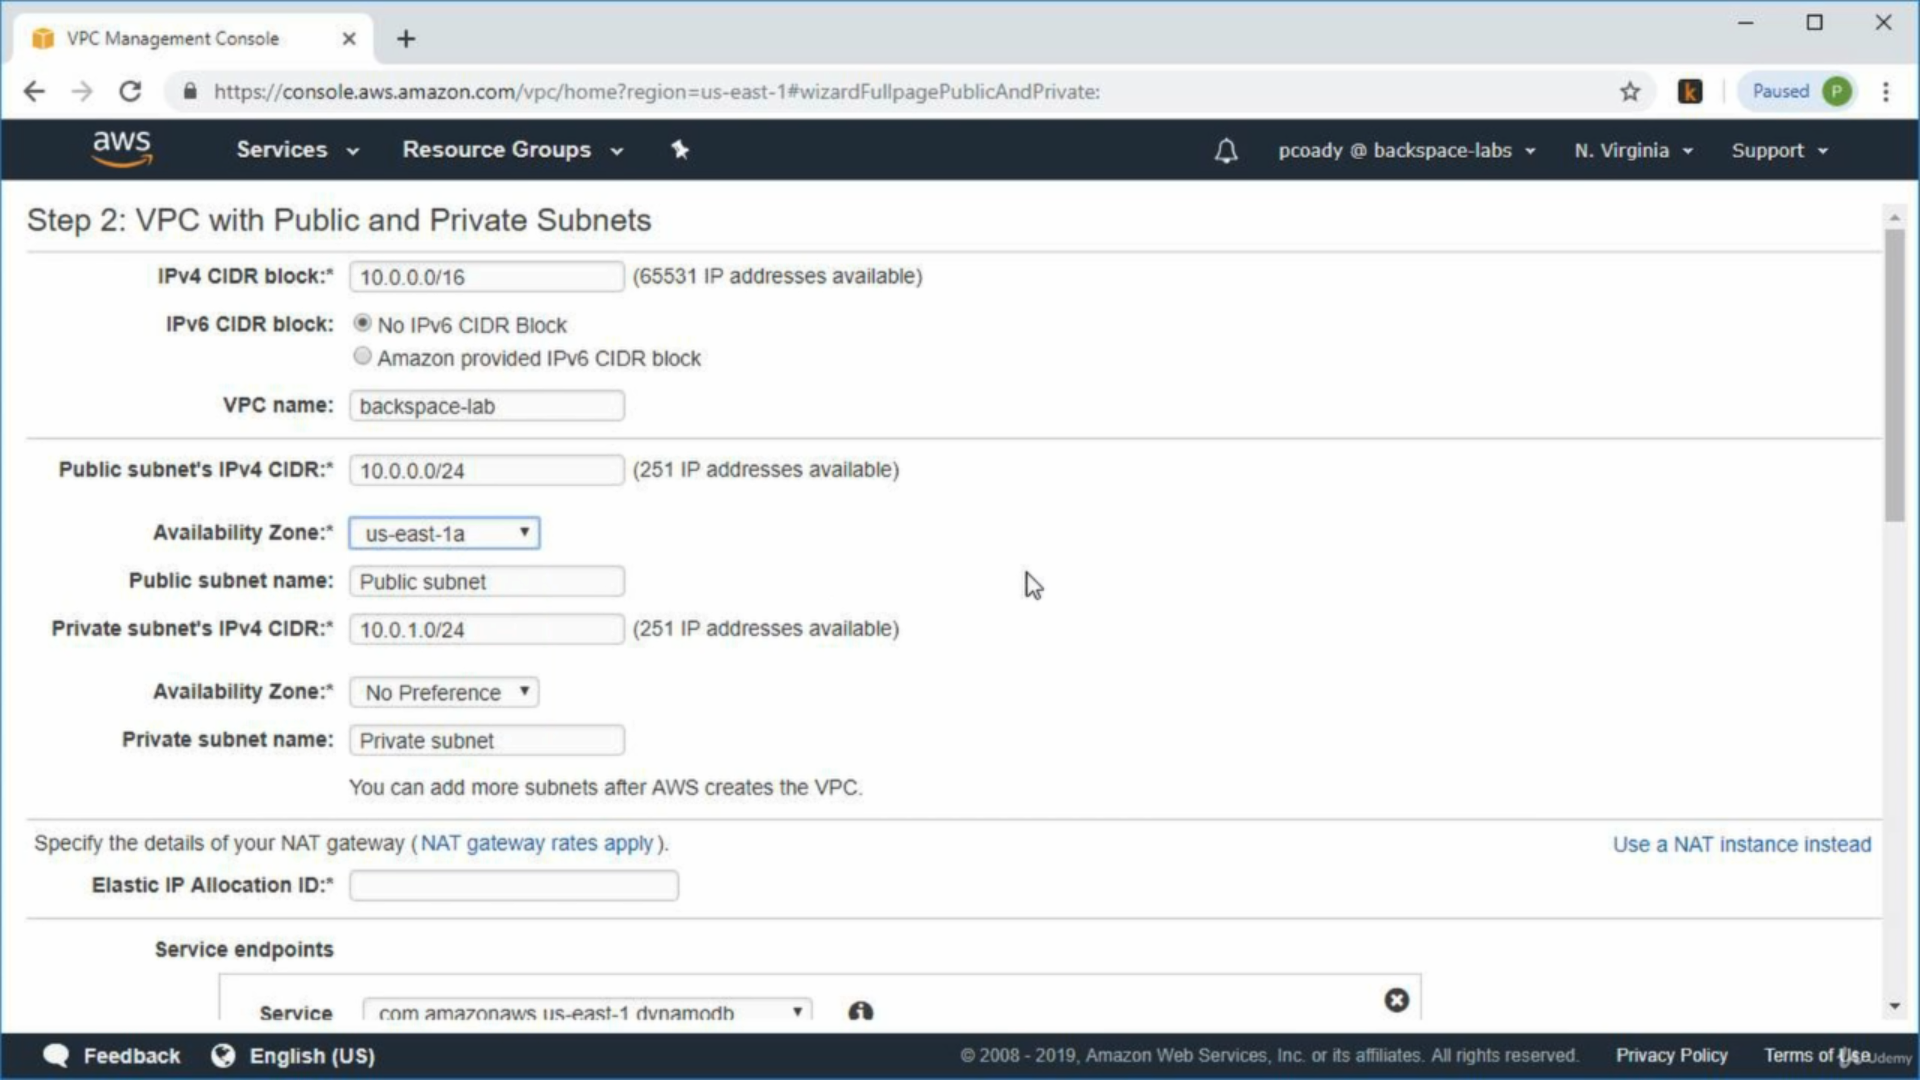 VPC Management Console
https://console.aws.amazon.com/vpc/home?region=us-east-1#wizardFullpagePublicAndPrivate:
k
Paused P
aws Services Resource Groups pcoady @ backspace-labs N. Virginia Support
Step 2: VPC with Public and Private Subnets
IPv4 CIDR block:* 10.0.0.0/16 (65531 IP addresses available)
IPv6 CIDR block: No IPv6 CIDR Block
Amazon provided IPv6 CIDR block
VPC name: backspace-lab
Public subnet's IPv4 CIDR:* 10.0.0.0/24 (251 IP addresses available)
Availability Zone:* us-east-1a
Public subnet name: Public subnet
Private subnet's IPv4 CIDR:* 10.0.1.0/24 (251 IP addresses available)
Availability Zone:* No Preference
Private subnet name: Private subnet
You can add more subnets after AWS creates the VPC.
Specify the details of your NAT gateway (NAT gateway rates apply). Use a NAT instance instead
Elastic IP Allocation ID:*
Service endpoints
Service com.amazonaws.us-east-1.dynamodb
Feedback English (US) © 2008 - 2019, Amazon Web Services, Inc. or its affiliates. All rights reserved. Privacy Policy Terms of Use
Udemy